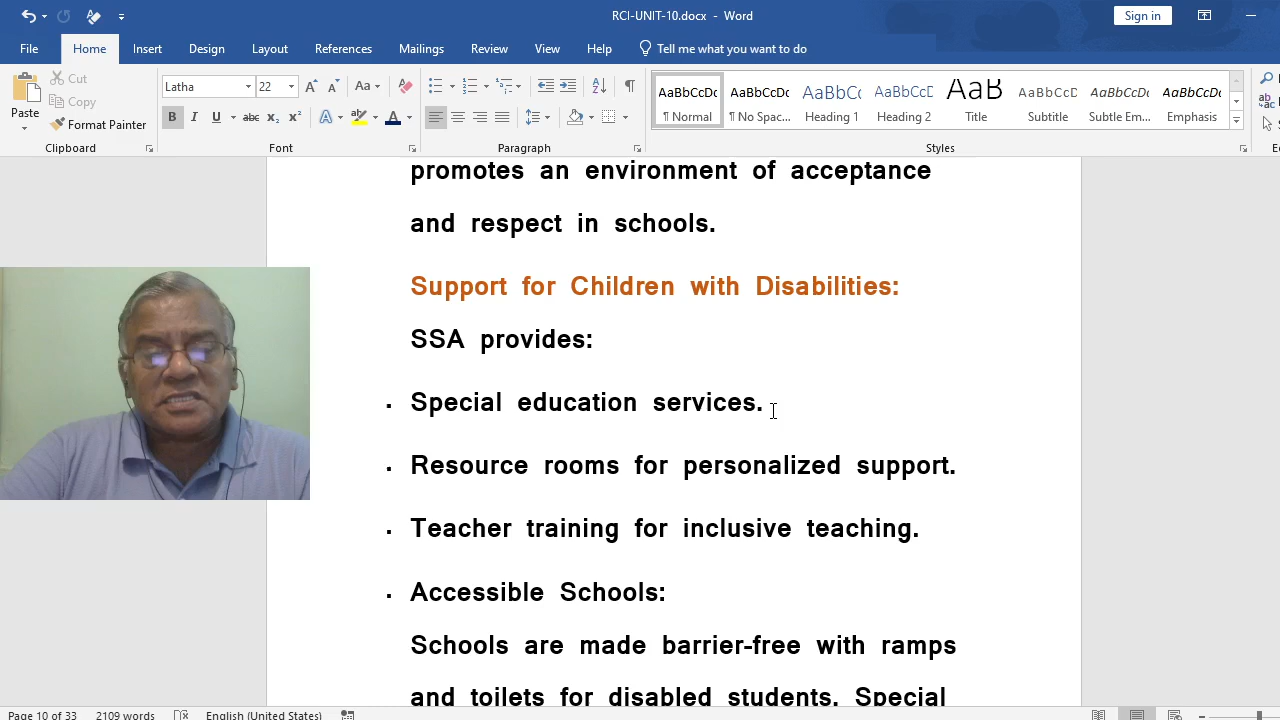 RCI-UNIT-10.docx - Word
Sign in
File Home Insert Design Layout References Mailings Review View Help Tell me what you want to do
Paste
Cut
Copy
Format Painter
Clipboard
Latha 22
Aa
B I U abc x₂ x²
Font
Paragraph
AaBbCcDc AaBbCcDc AaBbCc AaBbCcD AaB AaBbCcD AaBbCcDc AaBbCcDc
¶ Normal ¶ No Spac... Heading 1 Heading 2 Title Subtitle Subtle Em... Emphasis
Styles
promotes an environment of acceptance
and respect in schools.
Support for Children with Disabilities:
SSA provides:
▪ Special education services.
▪ Resource rooms for personalized support.
▪ Teacher training for inclusive teaching.
▪ Accessible Schools:
Schools are made barrier-free with ramps
and toilets for disabled students. Special
Page 10 of 33 2109 words English (United States)